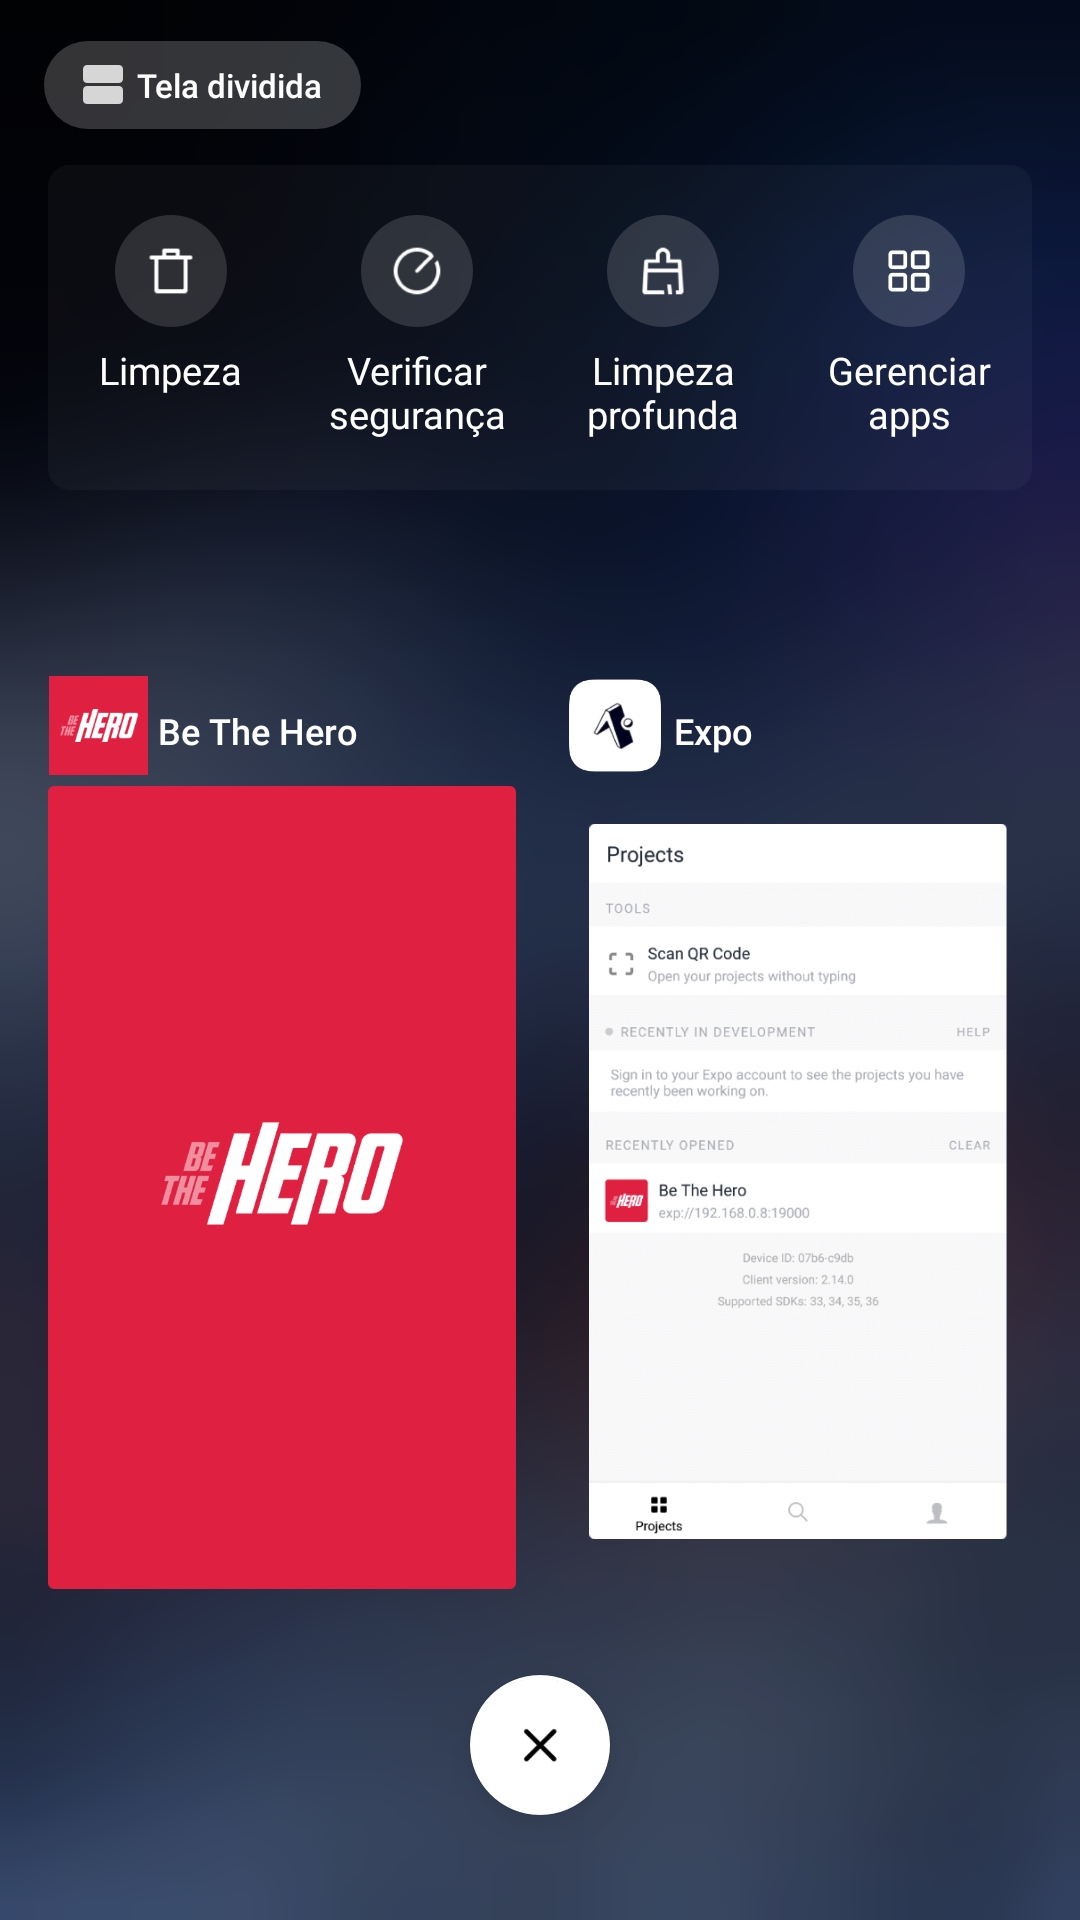 Tela dividida
Limpeza
Verificar
segurança
Limpeza
profunda
Gerenciar
apps
BE
THE HERO
Be The Hero
Expo
BE
THE HERO
Projects
TOOLS
Scan QR Code
Open your projects without typing
RECENTLY IN DEVELOPMENT
HELP
Sign in to your Expo account to see the projects you have
recently been working on.
RECENTLY OPENED
CLEAR
BE
THE HERO
Be The Hero
exp://192.168.0.8:19000
Device ID: 07b6-c9db
Client version: 2.14.0
Supported SDKs: 33, 34, 35, 36
Projects